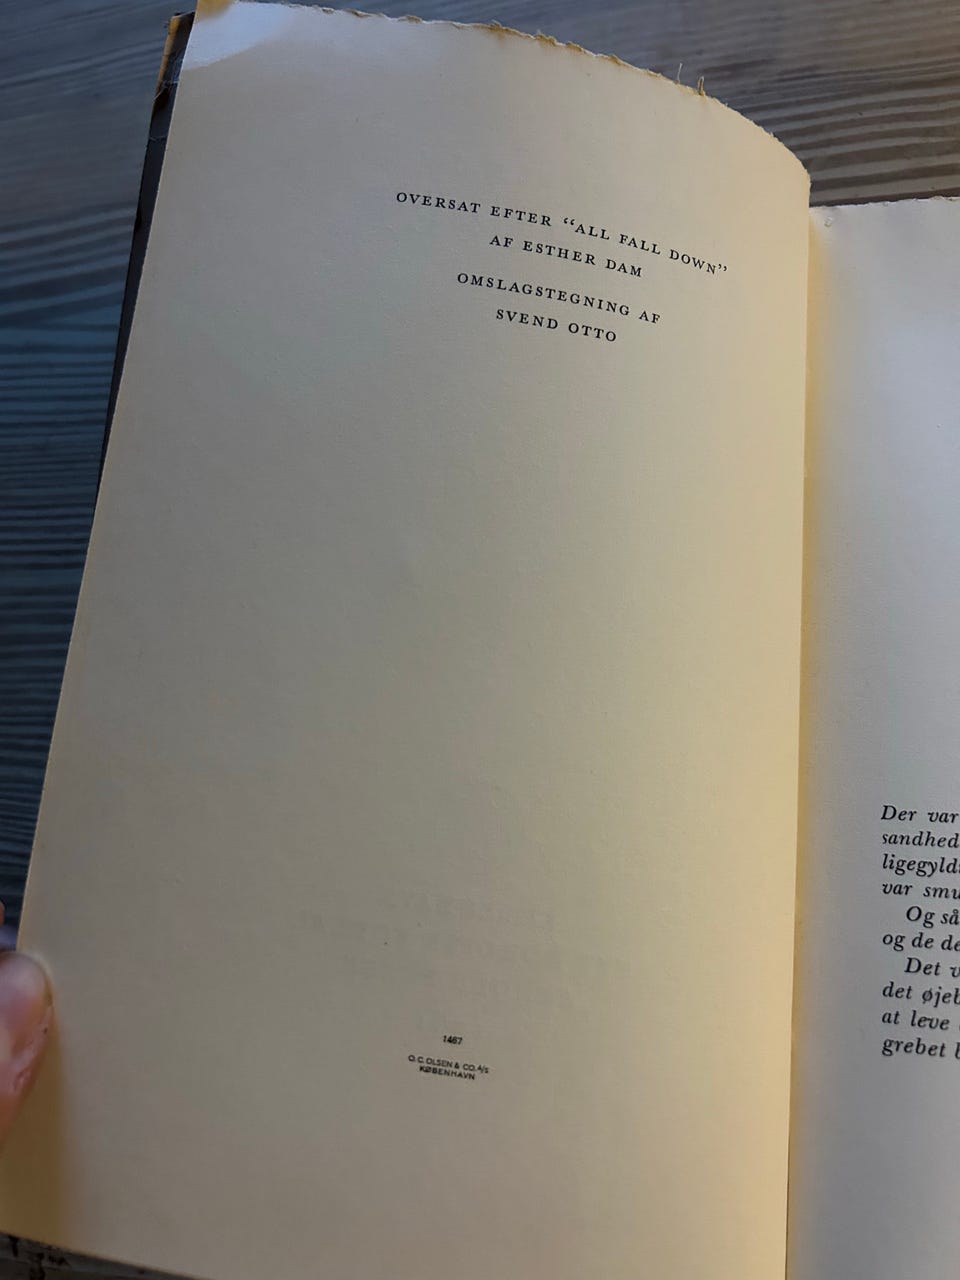 OVERSAT EFTER “ALL FALL DOWN”
AF ESTHER DAM
OMSLAGSTEGNING AF
SVEND OTTO
1467
O. C. OLSEN & CO. A/S
KØBENHAVN
Der var
sandhed
ligegyld
var smu
Og så
og de de
Det v
det øjeb
at leve
grebet b